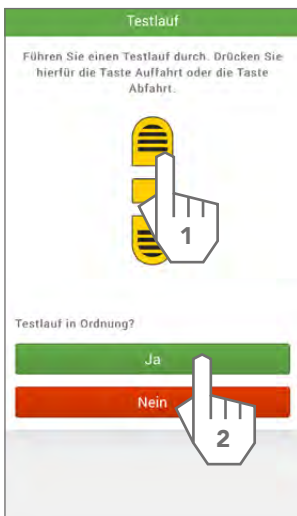 Testlauf
Führen Sie einen Testlauf durch. Drücken Sie
hierfür die Taste Auffahrt oder die Taste
Abfahrt.
1
Testlauf in Ordnung?
Ja
Nein
2